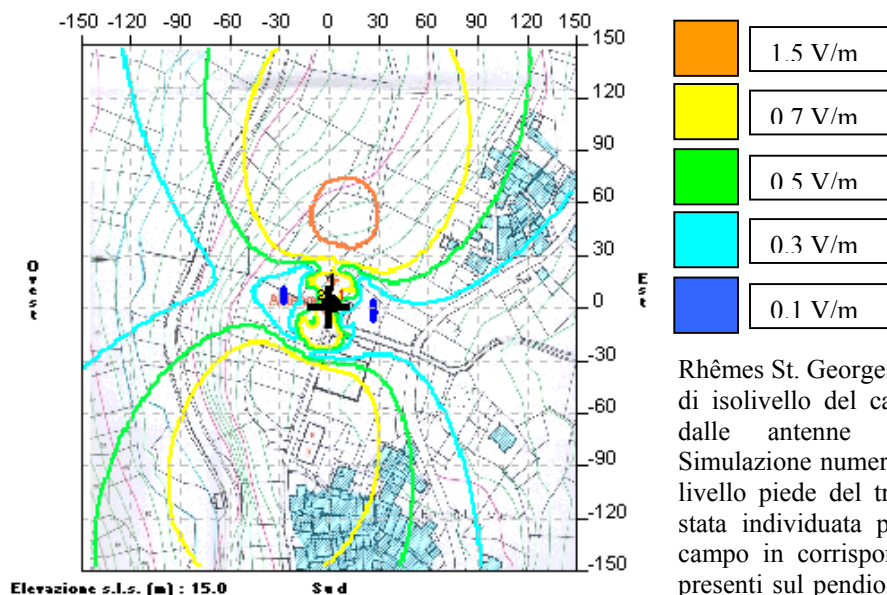 -150 -120 -90 -60 -30 0 30 60 90 120 150
150
120
90
60
30
0
-30
-60
-90
-120
-150
Ovest
Est
Elevazione s.l.s. (m) : 15.0
Sud
1.5 V/m
0.7 V/m
0.5 V/m
0.3 V/m
0.1 V/m
Rhêmes St. Georges
di isolivello del ca
dalle antenne
Simulazione numer
livello piede del tr
stata individuata p
campo in corrispon
presenti sul pendio